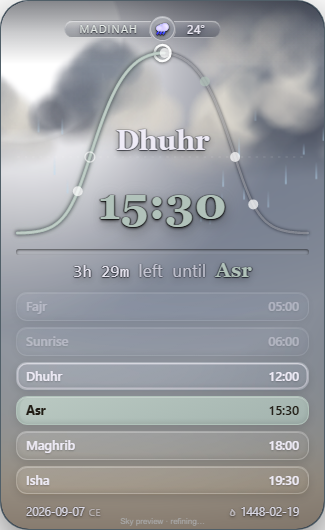 MADINAH 24°
Dhuhr
15:30
3h 29m left until Asr
Fajr 05:00
Sunrise 06:00
Dhuhr 12:00
Asr 15:30
Maghrib 18:00
Isha 19:30
2026-09-07 CE 1448-02-19
Sky preview · refining...